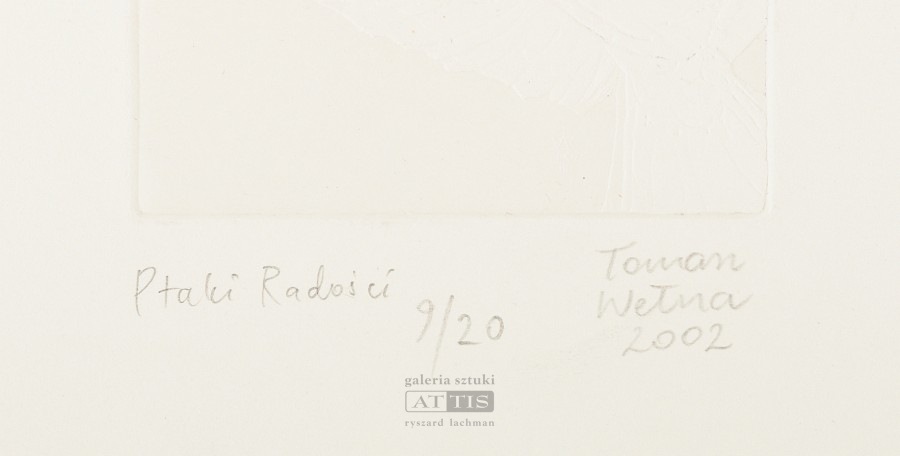 Ptaki Radości
9/20
Toman
Wełna
2002
galeria sztuki
ATTIS
ryszard lachman